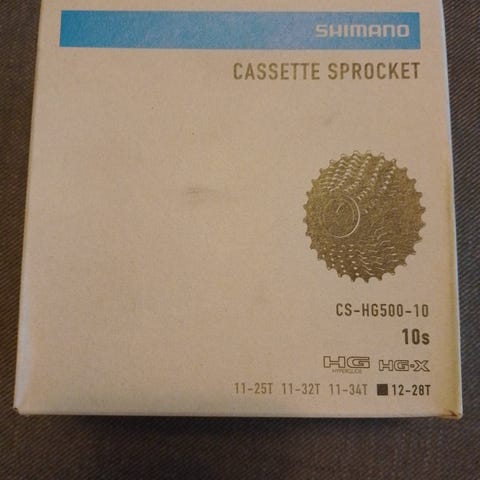 SHIMANO
CASSETTE SPROCKET
CS-HG500-10
10s
HG HG-X
HYPERGLIDE
11-25T 11-32T 11-34T ■ 12-28T